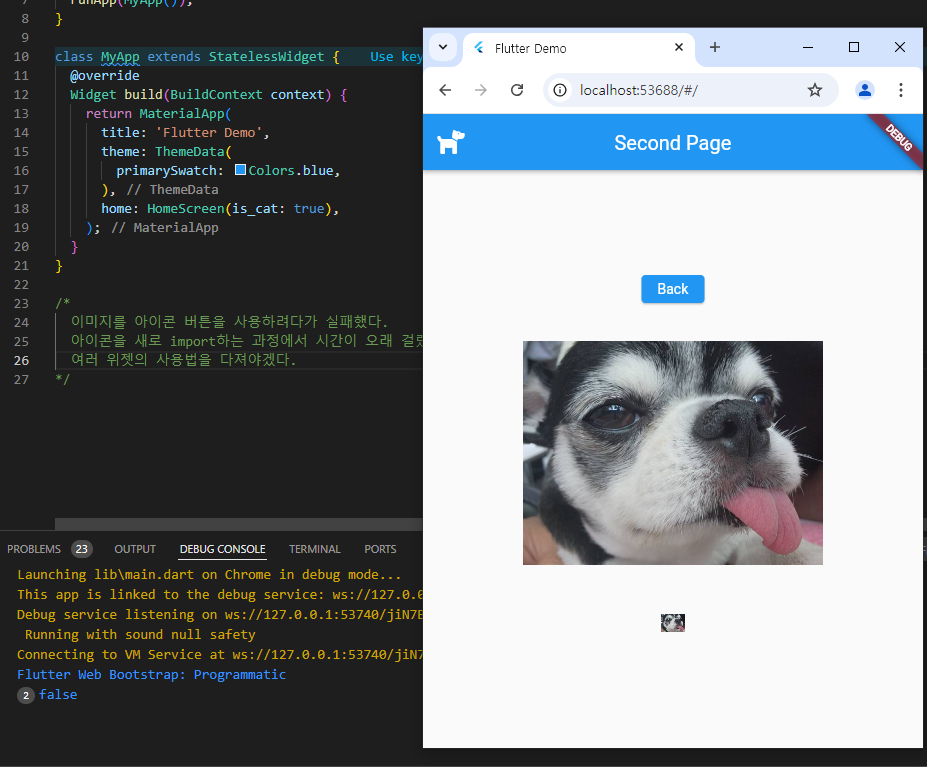 runApp(MyApp());
8 }
9
10 class MyApp extends StatelessWidget { Use key
11 @override
12 Widget build(BuildContext context) {
13 return MaterialApp(
14 title: 'Flutter Demo',
15 theme: ThemeData(
16 primarySwatch: Colors.blue,
17 ), // ThemeData
18 home: HomeScreen(is_cat: true),
19 ); // MaterialApp
20 }
21 }
22
23 /*
24 이미지를 아이콘 버튼을 사용하려다가 실패했다.
25 아이콘을 새로 import하는 과정에서 시간이 오래
26 여러 위젯의 사용법을 다져야겠다.
27 */
PROBLEMS 23 OUTPUT DEBUG CONSOLE TERMINAL PORTS
Launching lib\main.dart on Chrome in debug mode...
This app is linked to the debug service: ws://127.0.0
Debug service listening on ws://127.0.0.1:53740/jiN7E
Running with sound null safety
Connecting to VM Service at ws://127.0.0.1:53740/jiN7
Flutter Web Bootstrap: Programmatic
2 false
Flutter Demo
localhost:53688/#/
Second Page
DEBUG
Back